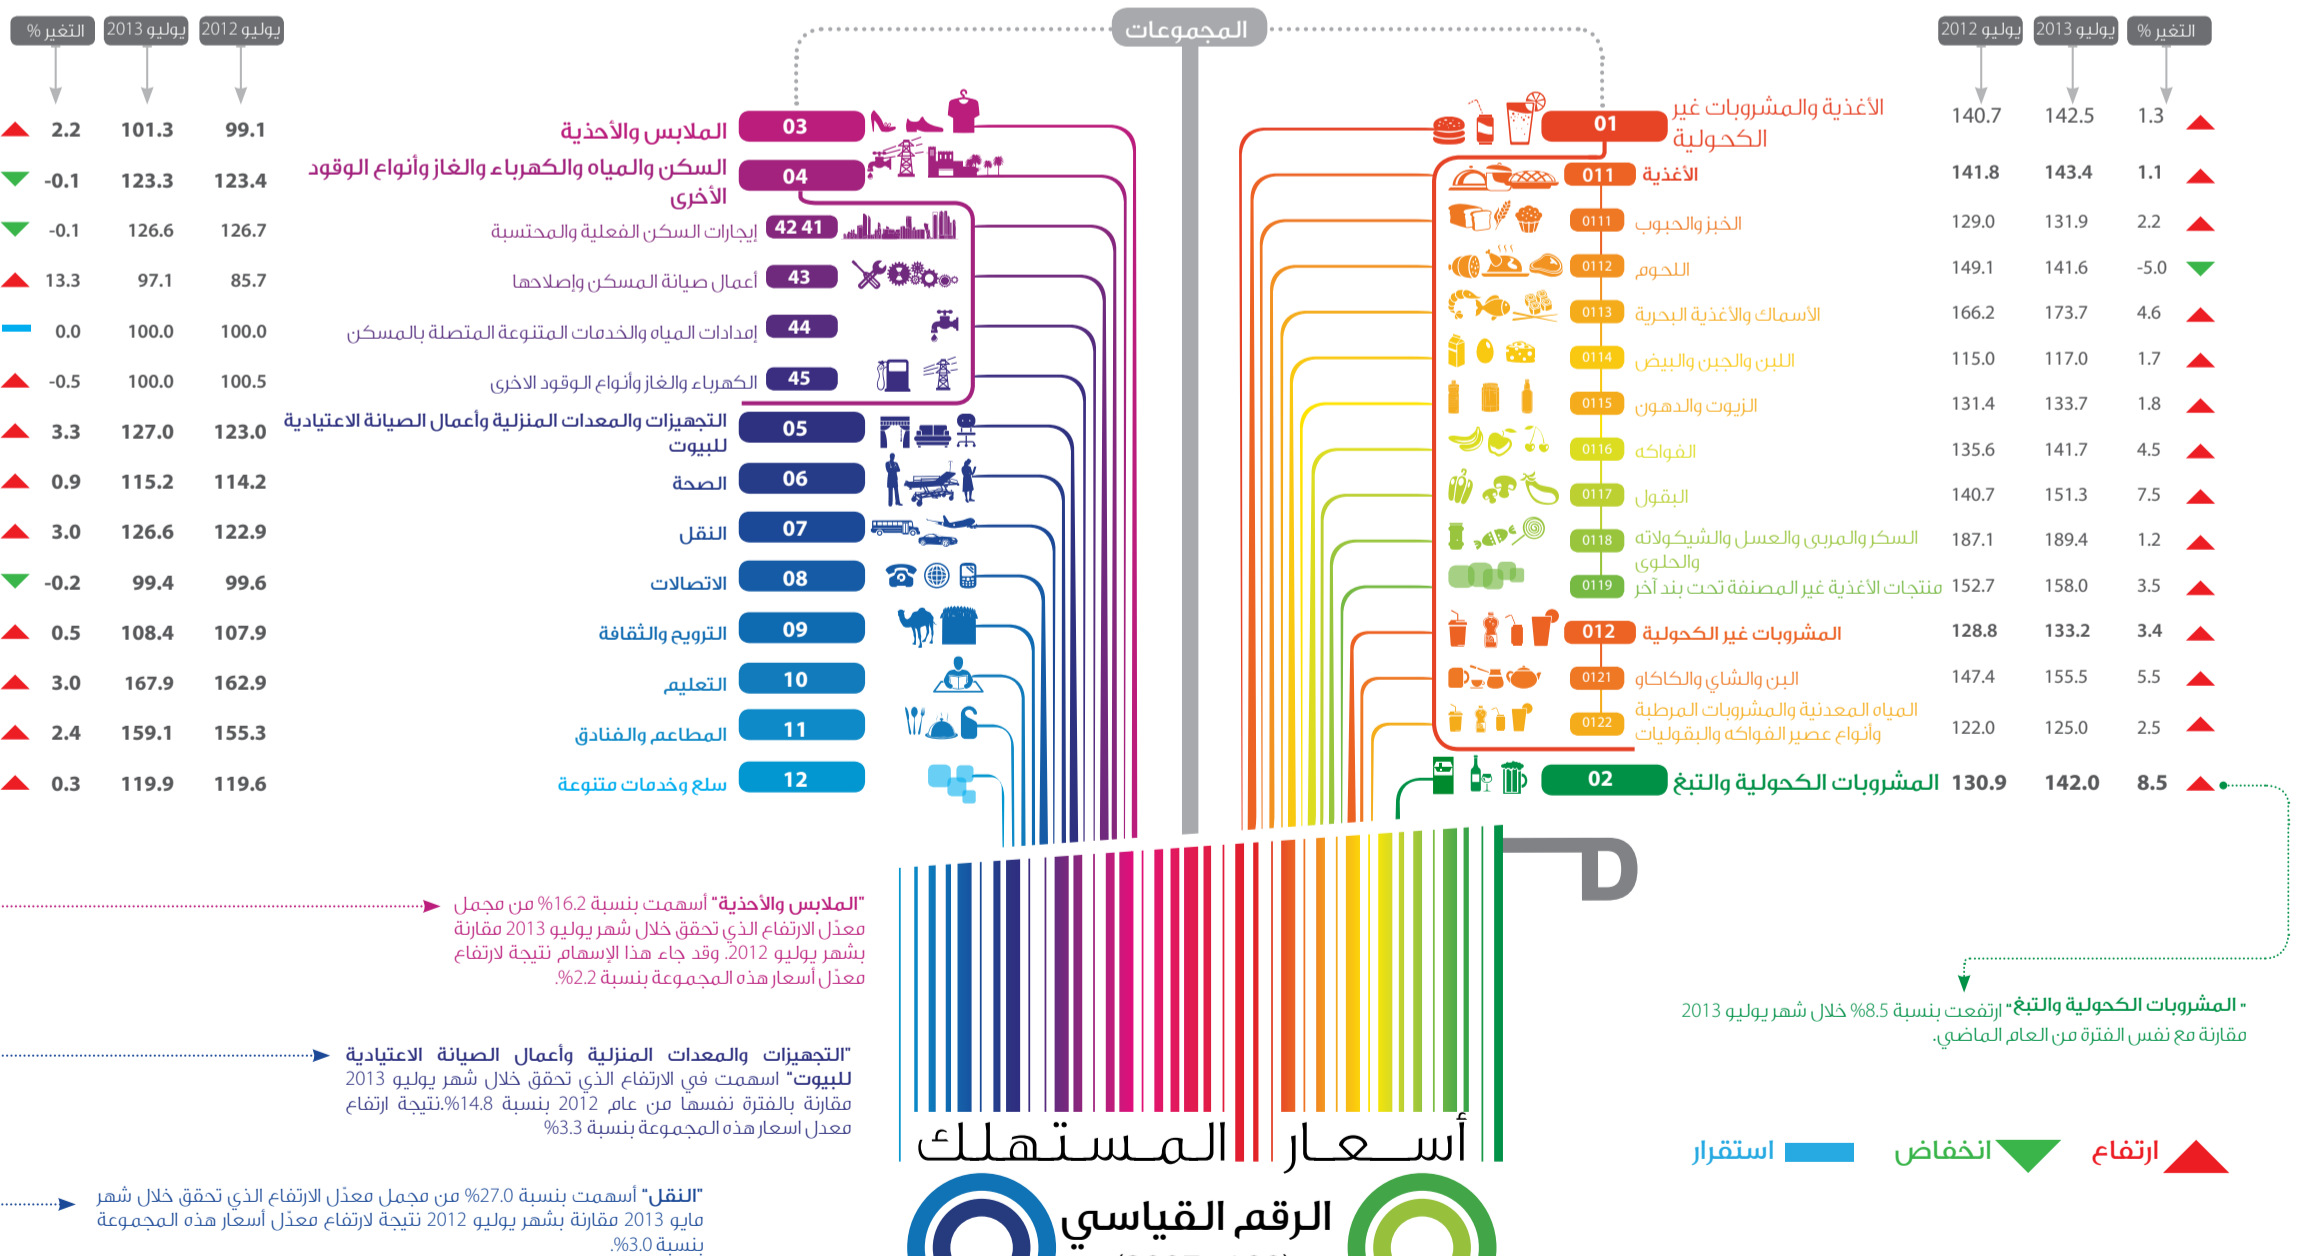 المجموعات
يوليو 2012 يوليو 2013 التغير %
01 الأغذية والمشروبات غير
الكحولية 140.7 142.5 1.3
011 الأغذية 141.8 143.4 1.1
0111 الخبز والحبوب 129.0 131.9 2.2
0112 اللحوم 149.1 141.6 -5.0
0113 الأسماك والأغذية البحرية 166.2 173.7 4.6
0114 اللبن والجبن والبيض 115.0 117.0 1.7
0115 الزيوت والدهون 131.4 133.7 1.8
0116 الفواكه 135.6 141.7 4.5
0117 البقول 140.7 151.3 7.5
0118 السكر والمربى والعسل والشيكولاته 187.1 189.4 1.2
والحلوى
0119 منتجات الأغذية غير المصنفة تحت بند آخر 152.7 158.0 3.5
012 المشروبات غير الكحولية 128.8 133.2 3.4
0121 البن والشاي والكاكاو 147.4 155.5 5.5
0122 المياه المعدنية والمشروبات المرطبة
وأنواع عصير الفواكه والبقوليات 122.0 125.0 2.5
02 المشروبات الكحولية والتبغ 130.9 142.0 8.5
" المشروبات الكحولية والتبغ" ارتفعت بنسبة 8.5% خلال شهر يوليو 2013
مقارنة مع نفس الفترة من العام الماضي.
ارتفاع انخفاض استقرار
يوليو 2012 يوليو 2013 التغير %
03 الملابس والأحذية 99.1 101.3 2.2
04 السكن والمياه والكهرباء والغاز وأنواع الوقود
الأخرى 123.4 123.3 -0.1
42 41 إيجارات السكن الفعلية والمحتسبة 126.7 126.6 -0.1
43 أعمال صيانة المسكن وإصلاحها 85.7 97.1 13.3
44 إمدادات المياه والخدمات المتنوعة المتصلة بالمسكن 100.0 100.0 0.0
45 الكهرباء والغاز وأنواع الوقود الاخرى 100.5 100.0 -0.5
05 التجهيزات والمعدات المنزلية وأعمال الصيانة الاعتيادية
للبيوت 123.0 127.0 3.3
06 الصحة 114.2 115.2 0.9
07 النقل 122.9 126.6 3.0
08 الاتصالات 99.6 99.4 -0.2
09 الترويح والثقافة 107.9 108.4 0.5
10 التعليم 162.9 167.9 3.0
11 المطاعم والفنادق 155.3 159.1 2.4
12 سلع وخدمات متنوعة 119.6 119.9 0.3
"الملابس والأحذية" أسهمت بنسبة 16.2% من مجمل
معدّل الارتفاع الذي تحقق خلال شهر يوليو 2013 مقارنة
بشهر يوليو 2012. وقد جاء هذا الإسهام نتيجة لارتفاع
معدّل أسعار هذه المجموعة بنسبة 2.2%.
"التجهيزات والمعدات المنزلية وأعمال الصيانة الاعتيادية
للبيوت" اسهمت في الارتفاع الذي تحقق خلال شهر يوليو 2013
مقارنة بالفترة نفسها من عام 2012 بنسبة 14.8%.نتيجة ارتفاع
معدل اسعار هذه المجموعة بنسبة 3.3%
"النقل" أسهمت بنسبة 27.0% من مجمل معدّل الارتفاع الذي تحقق خلال شهر
مايو 2013 مقارنة بشهر يوليو 2012 نتيجة لارتفاع معدّل أسعار هذه المجموعة
بنسبة 3.0%.
أسعار المستهلك
الرقم القياسي